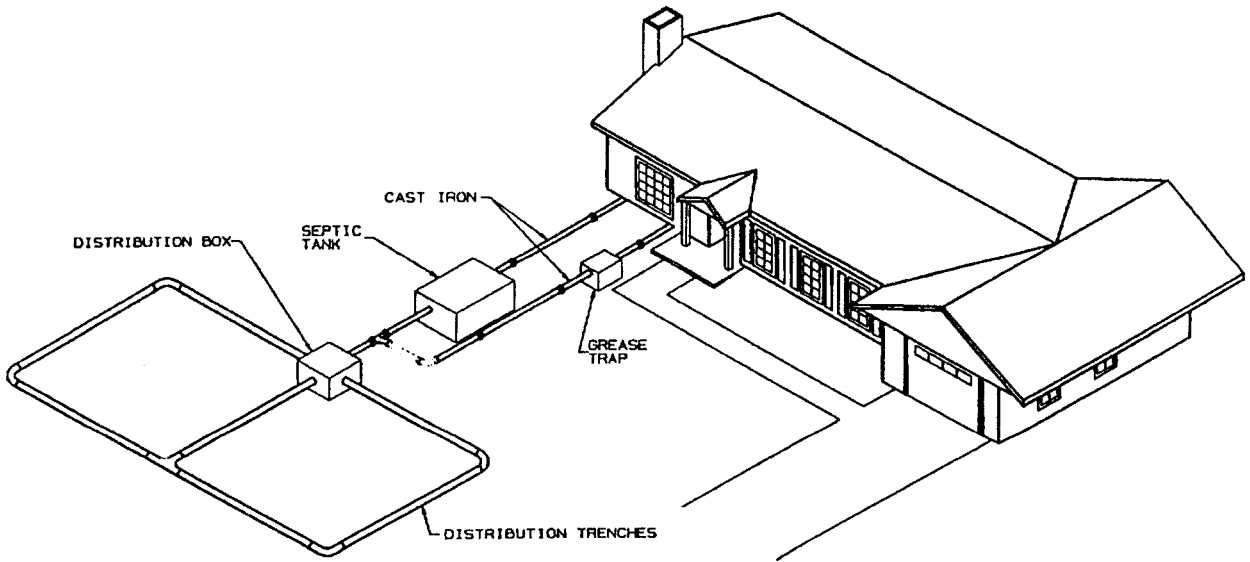 CAST IRON
SEPTIC
TANK
DISTRIBUTION BOX
GREASE
TRAP
DISTRIBUTION TRENCHES